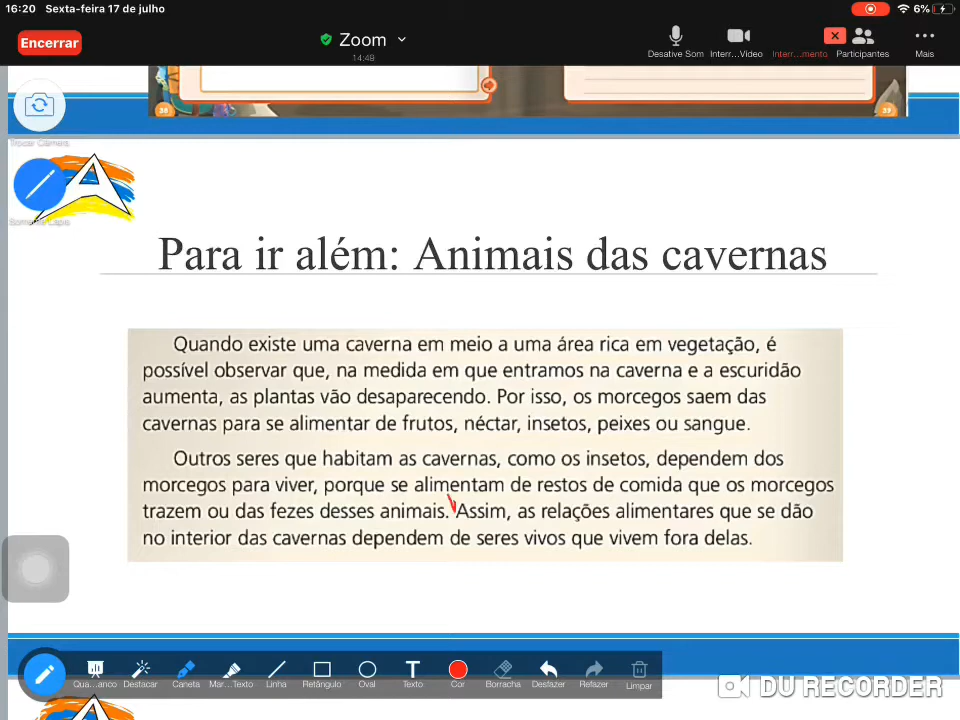 16:20 Sexta-feira 17 de julho
6%
Encerrar
Zoom
14:49
Desative Som
Interr...Vídeo
Interr...mento
Participantes
Mais
38
39
Trocar Câmera
A
Para ir além: Animais das cavernas
Quando existe uma caverna em meio a uma área rica em vegetação, é
possível observar que, na medida em que entramos na caverna e a escuridão
aumenta, as plantas vão desaparecendo. Por isso, os morcegos saem das
cavernas para se alimentar de frutos, néctar, insetos, peixes ou sangue.
Outros seres que habitam as cavernas, como os insetos, dependem dos
morcegos para viver, porque se alimentam de restos de comida que os morcegos
trazem ou das fezes desses animais. Assim, as relações alimentares que se dão
no interior das cavernas dependem de seres vivos que vivem fora delas.
Qua...anco
Destacar
Caneta
Mar...Texto
Linha
Retângulo
Oval
Texto
Cor
Borracha
Desfazer
Refazer
Limpar
DU RECORDER